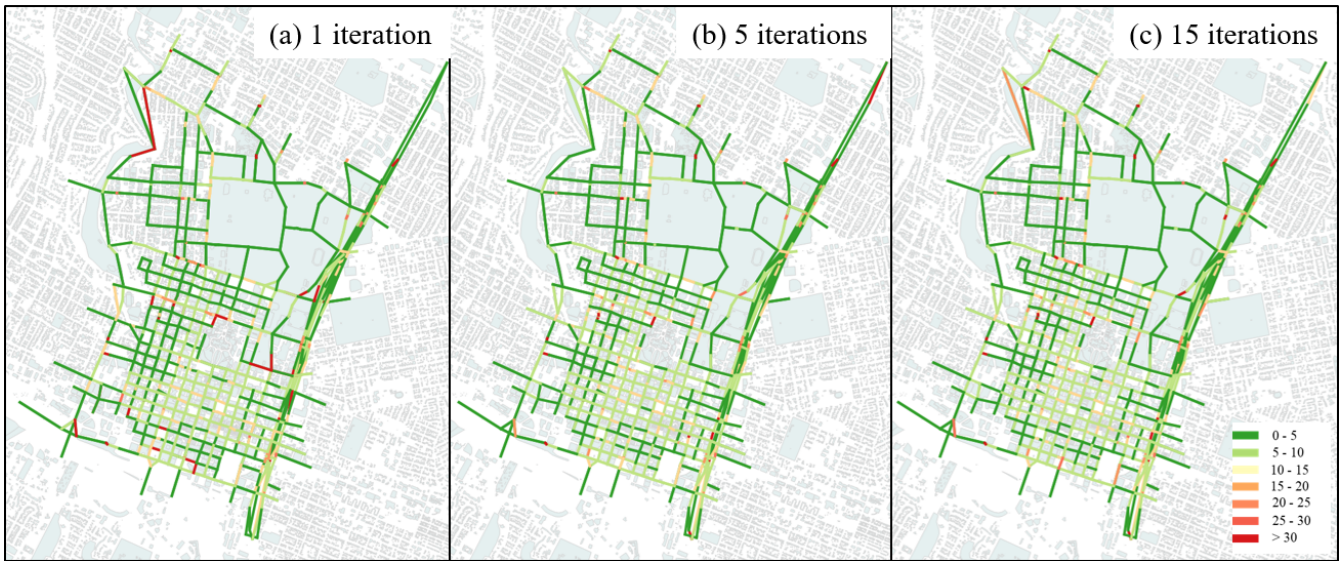 (a) 1 iteration
(b) 5 iterations
(c) 15 iterations
0 - 5
5 - 10
10 - 15
15 - 20
20 - 25
25 - 30
> 30